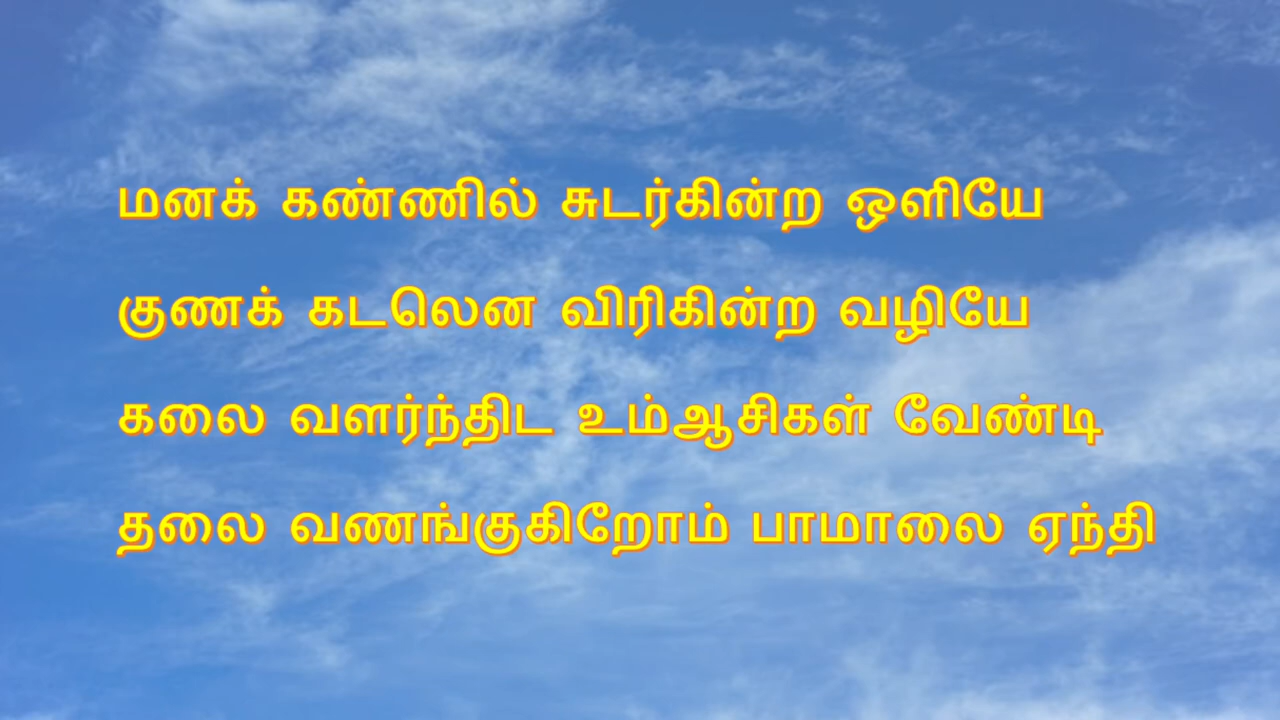 மனக் கண்ணில் சுடர்கின்ற ஒளியே
குணக் கடலென விரிகின்ற வழியே
கலை வளர்ந்திட உம்ஆசிகள் வேண்டி
தலை வணங்குகிறோம் பாமாலை ஏந்தி